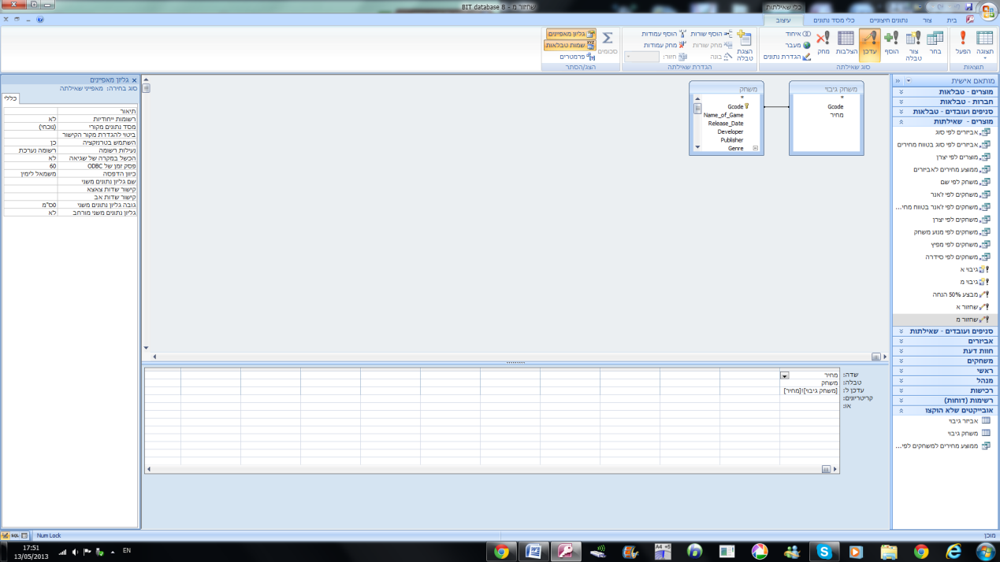 שחזור מ - BIT database 8
כלי שאילתות
בית
צור
נתונים חיצוניים
כלי מסד נתונים
עיצוב
תצוגה
הפעל
תוצאות
בחר
צור טבלה
הוסף
עדכן
הצלבות
מחק
איחוד
מעבר
הגדרת נתונים
סוג שאילתה
הצגת טבלה
הוסף שורות
מחק שורות
בונה
הוסף עמודות
מחק עמודות
חזור:
הגדרת שאילתה
סכומים
גליון מאפיינים
שמות טבלאות
פרמטרים
הצג/הסתר
מותאם אישית
מוצרים - טבלאות
חברות - טבלאות
סניפים ועובדים - טבלאות
מוצרים - שאילתות
אביזרים לפי סוג
אביזרים לפי סוג בטווח מחירים
מוצרים לפי יצרן
ממוצע מחירים לאביזרים
משחק לפי שם
משחקים לפי ז'אנר
משחקים לפי ז'אנר בטווח מחי...
משחקים לפי יצרן
משחקים לפי מנוע משחק
משחקים לפי מפיץ
משחקים לפי סידרה
גיבוי א
גיבוי מ
מבצע 50% הנחה
שחזור א
שחזור מ
סניפים ועובדים - שאילתות
אביזרים
חוות דעת
משחקים
ראשי
מנהל
רכישות
רשימות (דוחות)
אובייקטים שלא הוקצו
אביזר גיבוי
משחק גיבוי
ממוצע מחירים למשחקים לפי...
משחק גיבוי
*
Gcode
מחיר
משחק
*
Gcode
Name_of_Game
Release_Date
Developer
Publisher
Genre
שדה: מחיר
טבלה: משחק
עדכן ל: [משחק גיבוי]![מחיר]
קריטריונים:
או:
גליון מאפיינים
סוג בחירה: מאפייני שאילתה
כללי
תיאור
רשומות ייחודיות לא
מסד נתונים מקורי (נוכחי)
ביטוי להגדרת מקור הקישור
השתמש בטרנזקציה כן
נעילות רשומה רשומה נערכת
הכשל במקרה של שגיאה לא
פסק זמן של ODBC 60
כיוון הדפסה משמאל לימין
שם גליון נתונים משני
קישור שדות צאצא
קישור שדות אב
גובה גליון נתונים משני 0ס"מ
גליון נתונים משני מורחב לא
מוכן
Num Lock
SQL
EN
17:51
13/05/2013